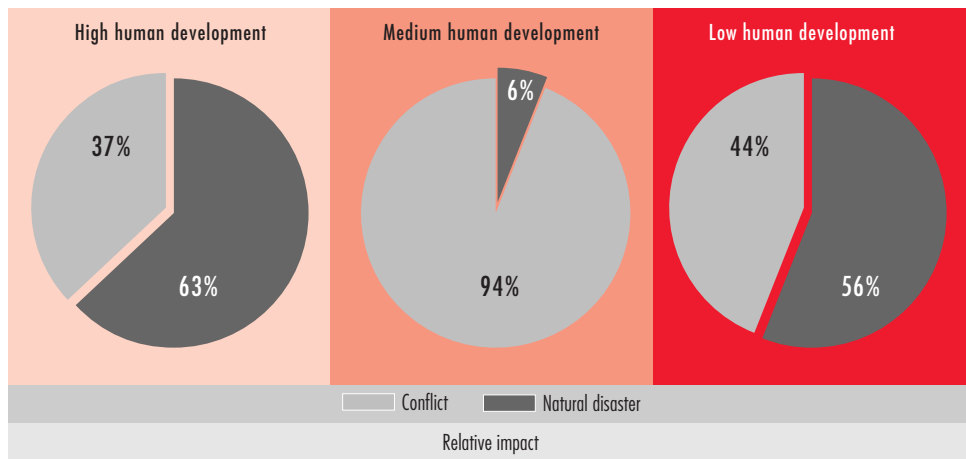 High human development
Medium human development
Low human development
37%
63%
6%
94%
44%
56%
Conflict
Natural disaster
Relative impact